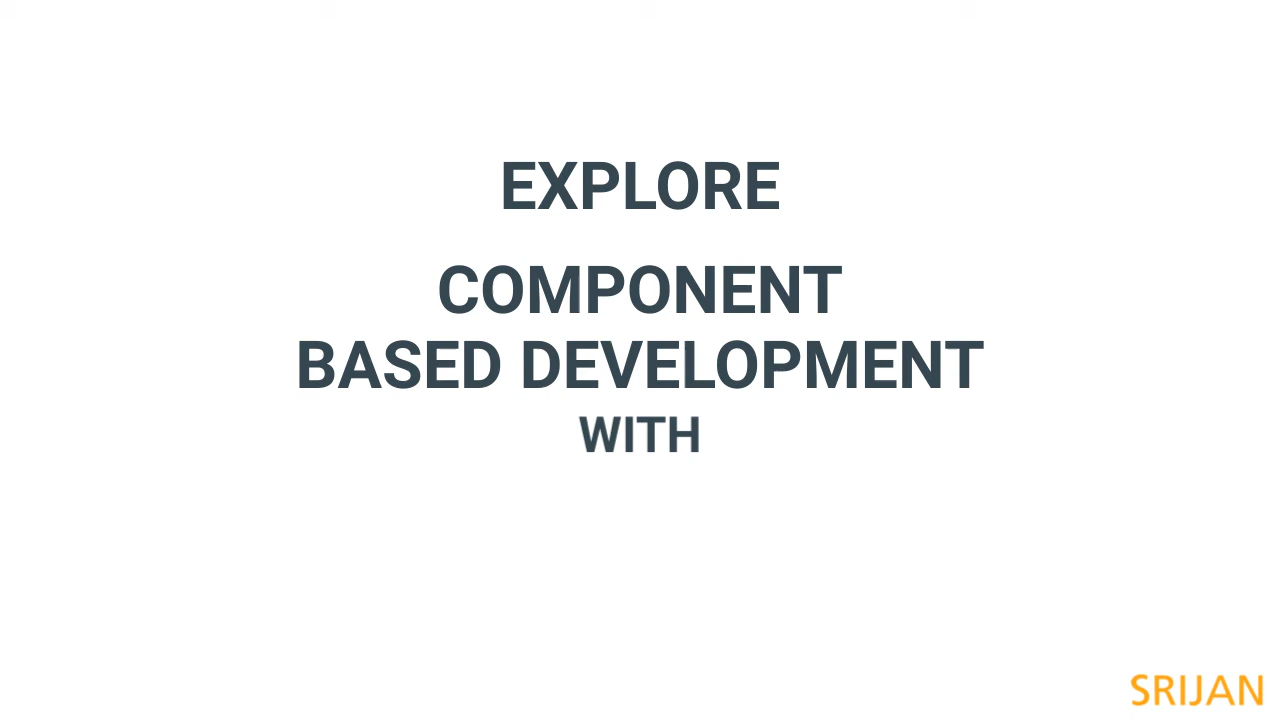 EXPLORE
COMPONENT
BASED DEVELOPMENT
WITH
SRIJAN